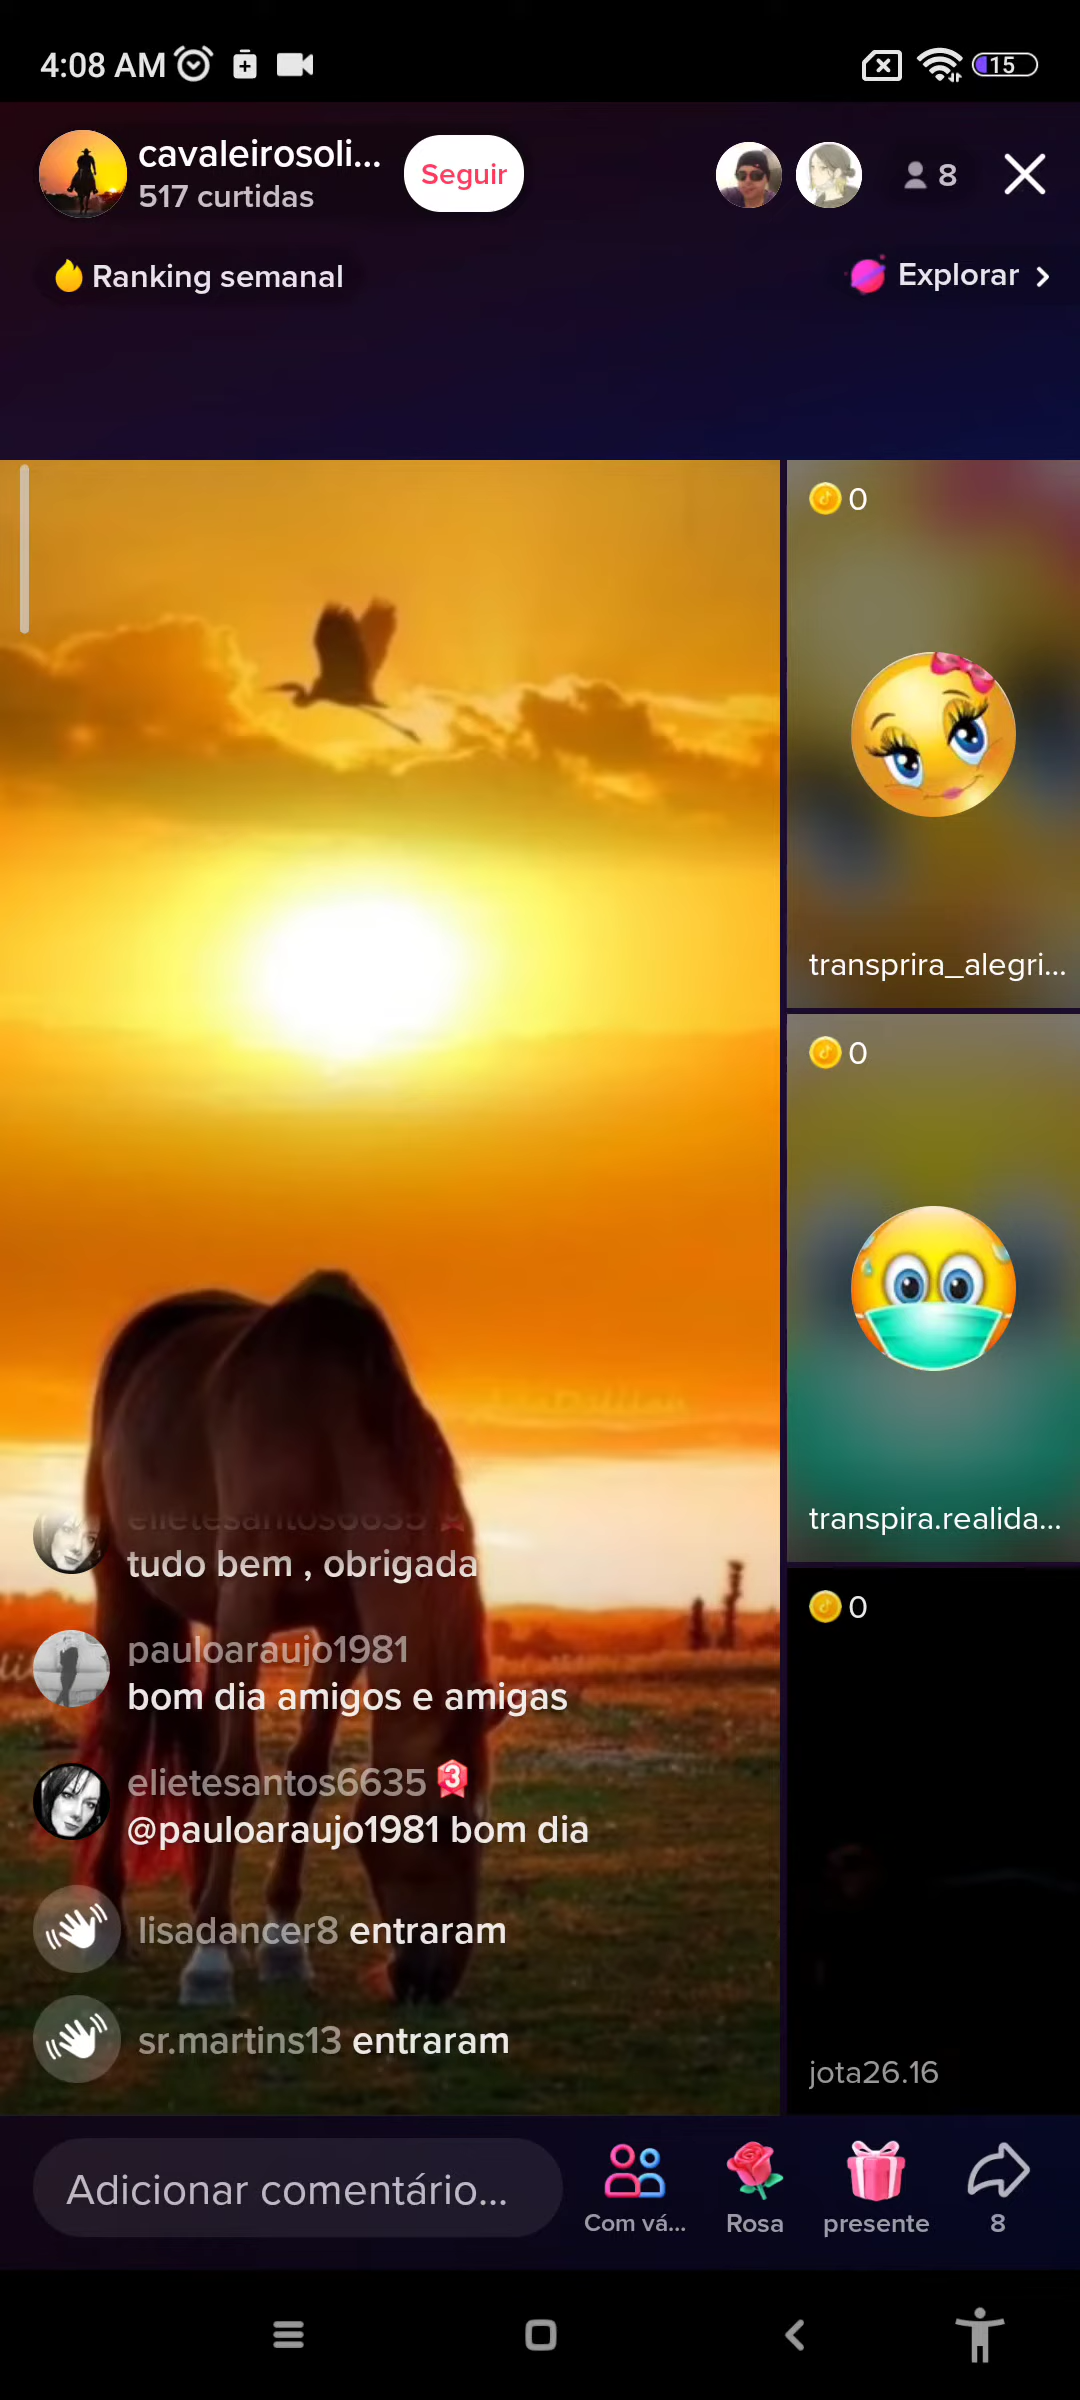 4:08 AM
15
cavaleirosoli...
517 curtidas
Seguir
8
Ranking semanal
Explorar
0
transprira_alegri...
0
transpira.realida...
0
jota26.16
elietesantos6635
tudo bem , obrigada
pauloaraujo1981
bom dia amigos e amigas
elietesantos6635 3
@pauloaraujo1981 bom dia
lisadancer8 entraram
sr.martins13 entraram
Adicionar comentário...
Com vá...
Rosa
presente
8